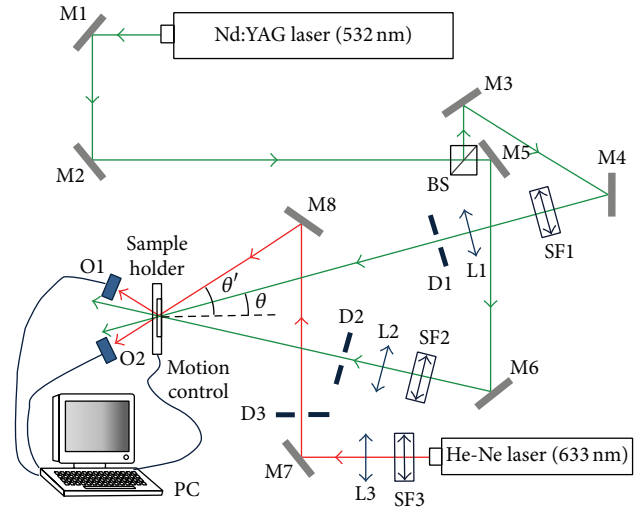 M1
Nd:YAG laser (532 nm)
M3
M5
M4
M2
BS
M8
SF1
Sample
holder
O1
L1
D1
θ′
θ
D2
L2
SF2
O2
M6
Motion
control
D3
He-Ne laser (633 nm)
M7
L3
SF3
PC